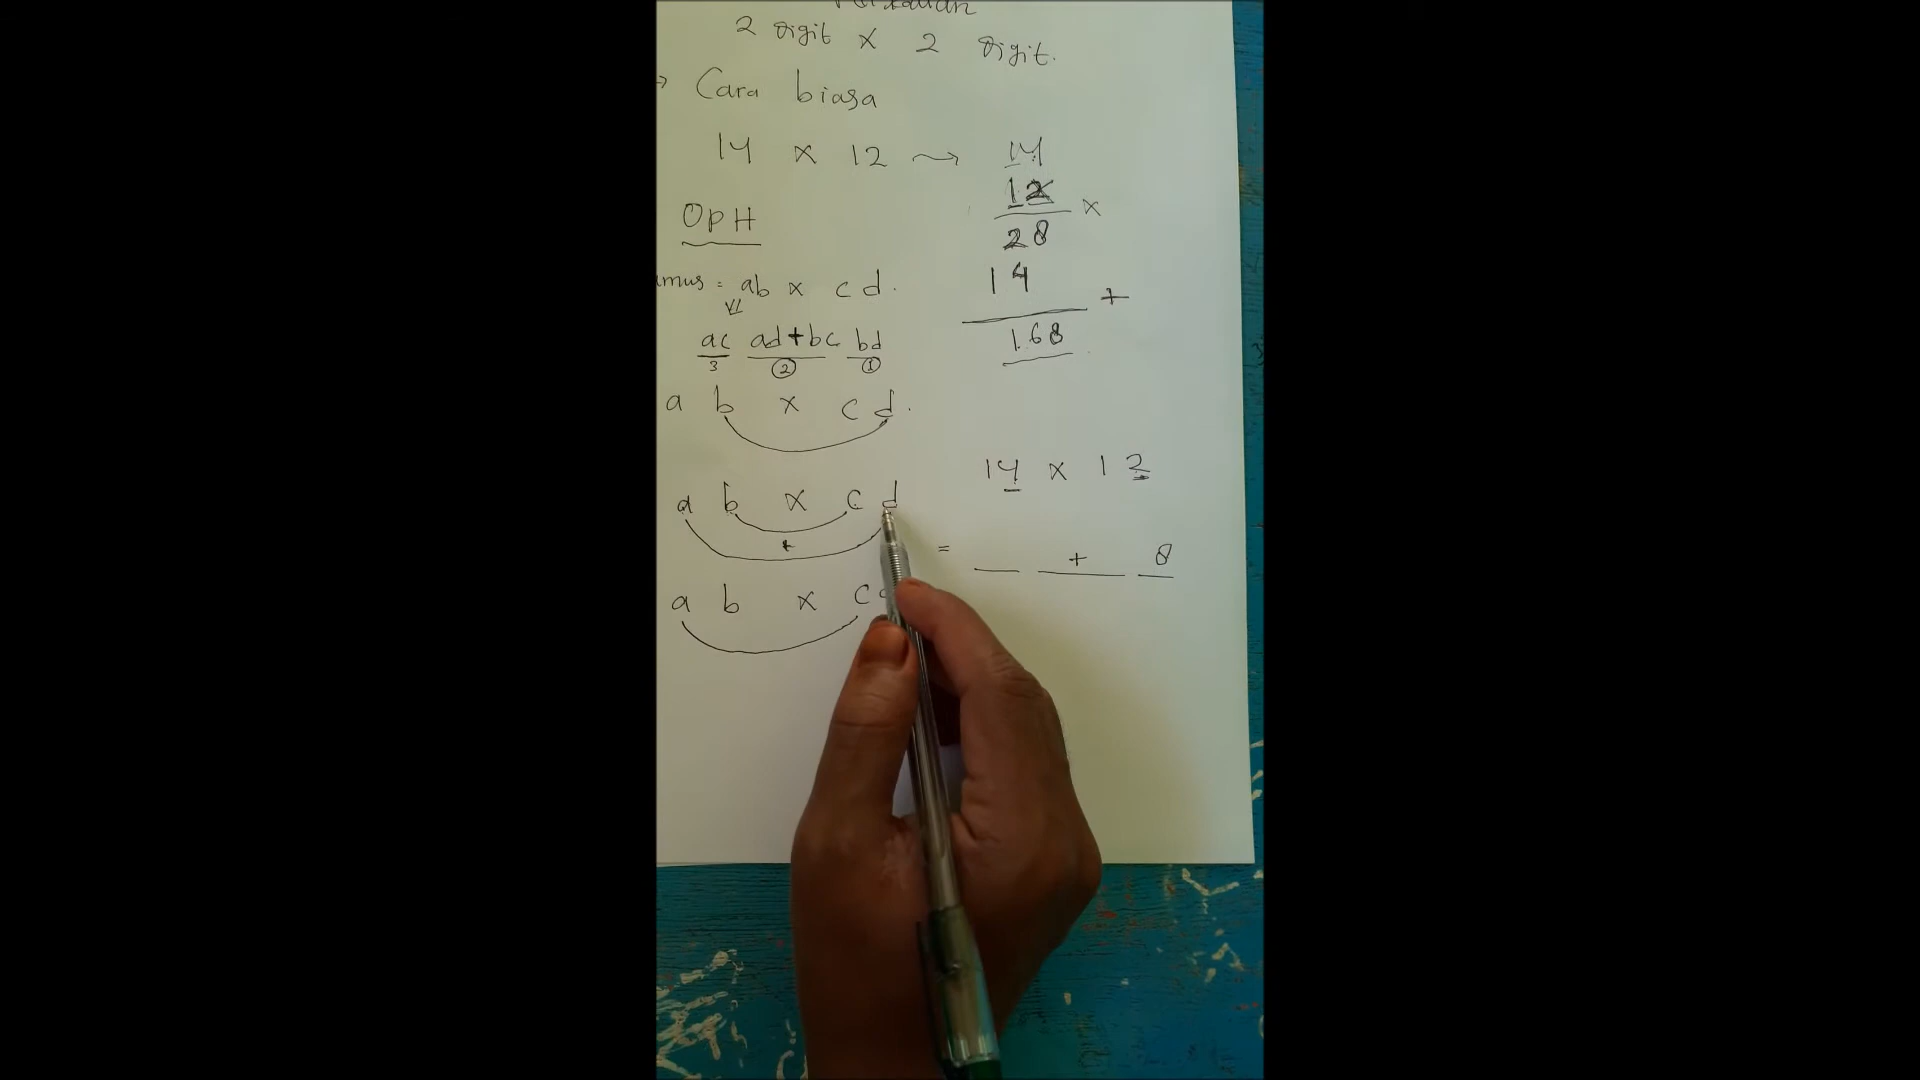 2 Digit x 2 Digit.
Cara biasa
14 x 12
14
12 x
28
14 +
168
OPH
ab x cd.
ac ad+bc bd
3 2 1
a b x c d.
a b x c d
+
a b x c
14 x 12
= __ _+_ 8